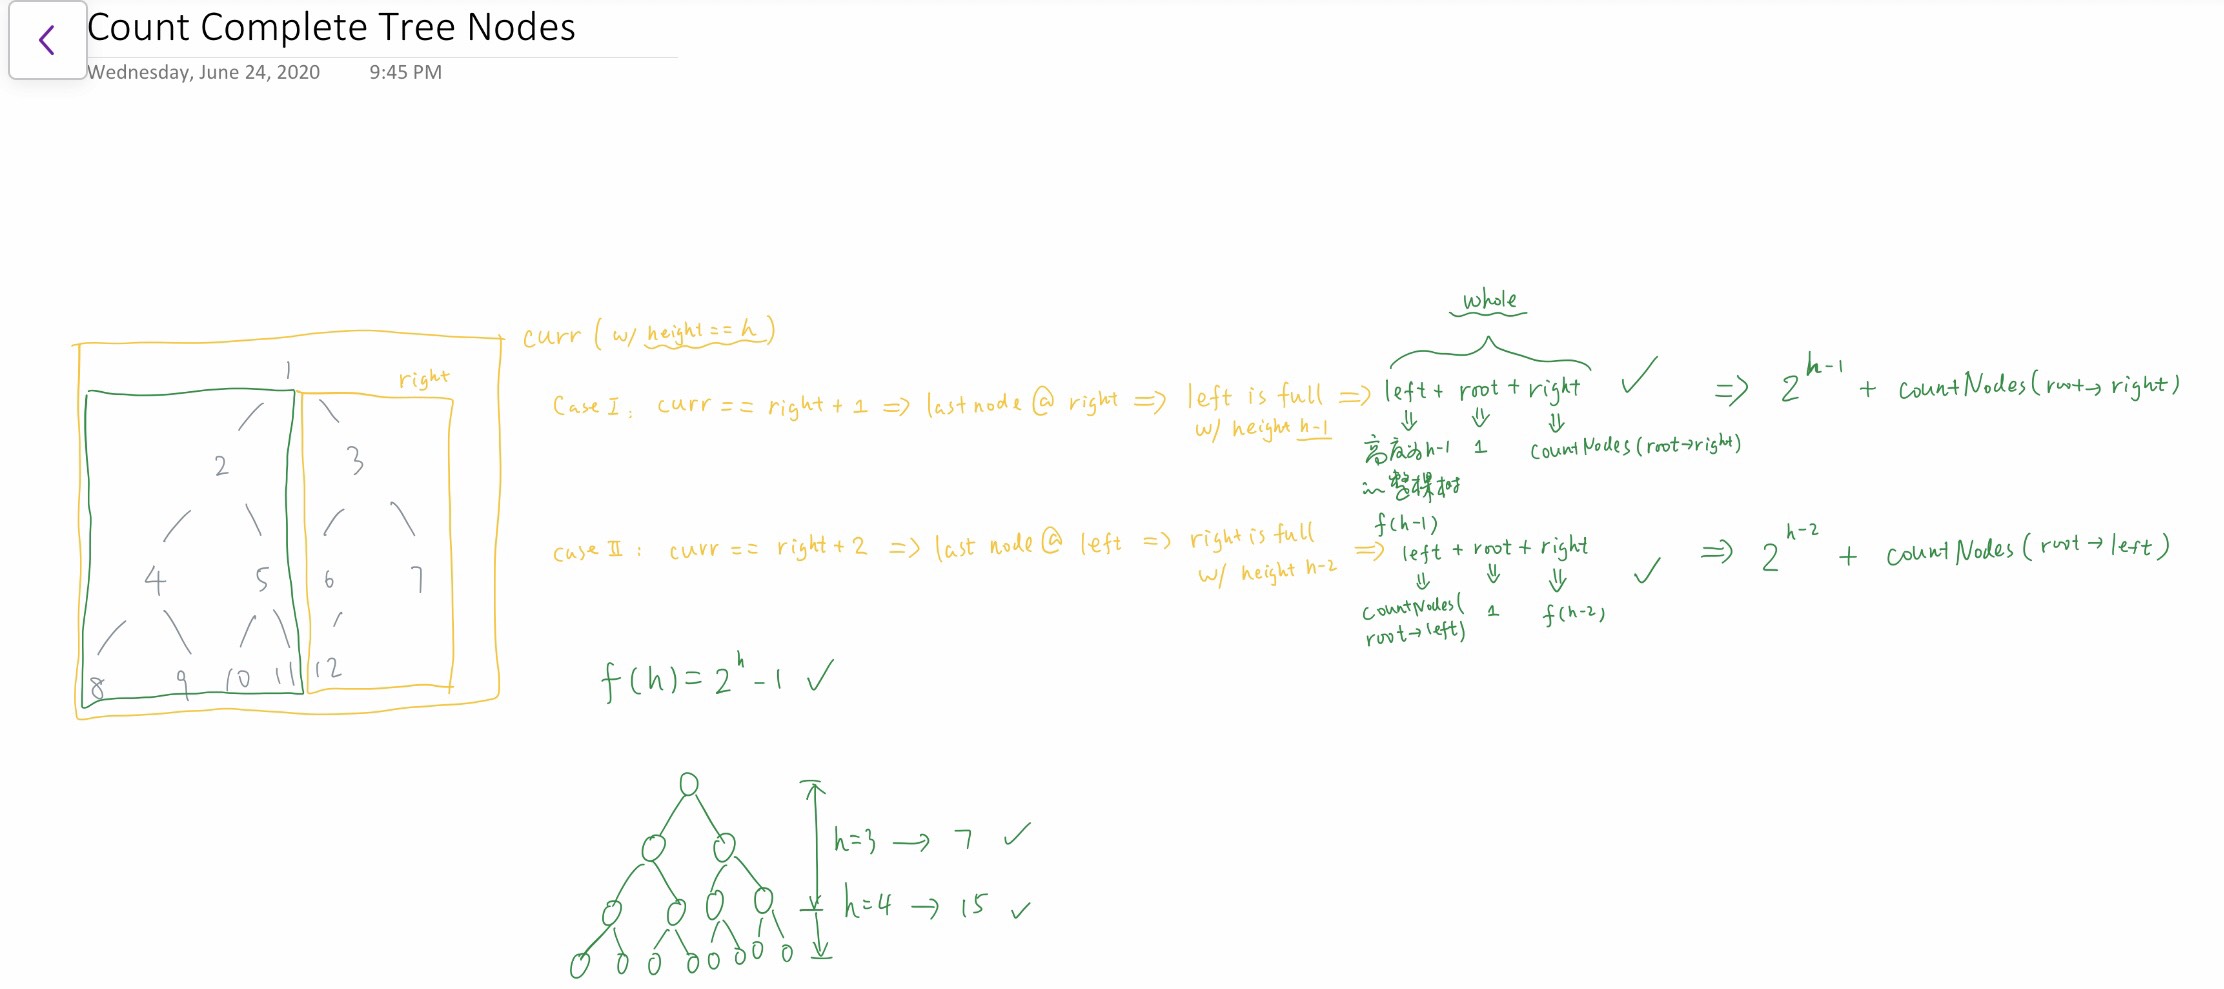 Count Complete Tree Nodes
Wednesday, June 24, 2020 9:45 PM
curr ( w/ height == h )
1
right
2 3
4 5 6 7
8 9 10 11 12
whole
Case I : curr == right + 1 => last node @ right => left is full => left + root + right ✓ => 2^{h-1} + countNodes(root→right)
w/ height h-1
⇓ ⇓ ⇓
高度为h-1 1 countNodes(root→right)
整棵树
f(h-1)
case II : curr == right + 2 => last node @ left => right is full => left + root + right ✓ => 2^{h-2} + countNodes(root→left)
w/ height h-2
⇓ ⇓ ⇓
countNodes( 1 f(h-2)
root→left)
f(h) = 2^h - 1 ✓
h=3 → 7 ✓
h=4 → 15 ✓